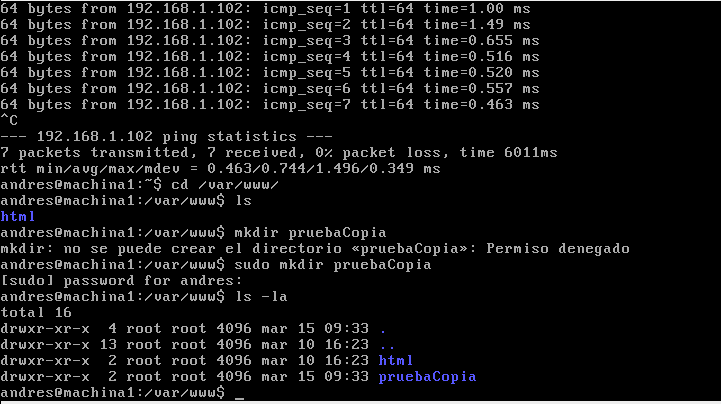 64 bytes from 192.168.1.102: icmp_seq=1 ttl=64 time=1.00 ms
64 bytes from 192.168.1.102: icmp_seq=2 ttl=64 time=1.49 ms
64 bytes from 192.168.1.102: icmp_seq=3 ttl=64 time=0.655 ms
64 bytes from 192.168.1.102: icmp_seq=4 ttl=64 time=0.516 ms
64 bytes from 192.168.1.102: icmp_seq=5 ttl=64 time=0.520 ms
64 bytes from 192.168.1.102: icmp_seq=6 ttl=64 time=0.557 ms
64 bytes from 192.168.1.102: icmp_seq=7 ttl=64 time=0.463 ms
^C
--- 192.168.1.102 ping statistics ---
7 packets transmitted, 7 received, 0% packet loss, time 6011ms
rtt min/avg/max/mdev = 0.463/0.744/1.496/0.349 ms
andres@machina1:~$ cd /var/www/
andres@machina1:/var/www$ ls
html
andres@machina1:/var/www$ mkdir pruebaCopia
mkdir: no se puede crear el directorio «pruebaCopia»: Permiso denegado
andres@machina1:/var/www$ sudo mkdir pruebaCopia
[sudo] password for andres:
andres@machina1:/var/www$ ls -la
total 16
drwxr-xr-x  4 root root 4096 mar 15 09:33 .
drwxr-xr-x 13 root root 4096 mar 10 16:23 ..
drwxr-xr-x  2 root root 4096 mar 10 16:23 html
drwxr-xr-x  2 root root 4096 mar 15 09:33 pruebaCopia
andres@machina1:/var/www$ _